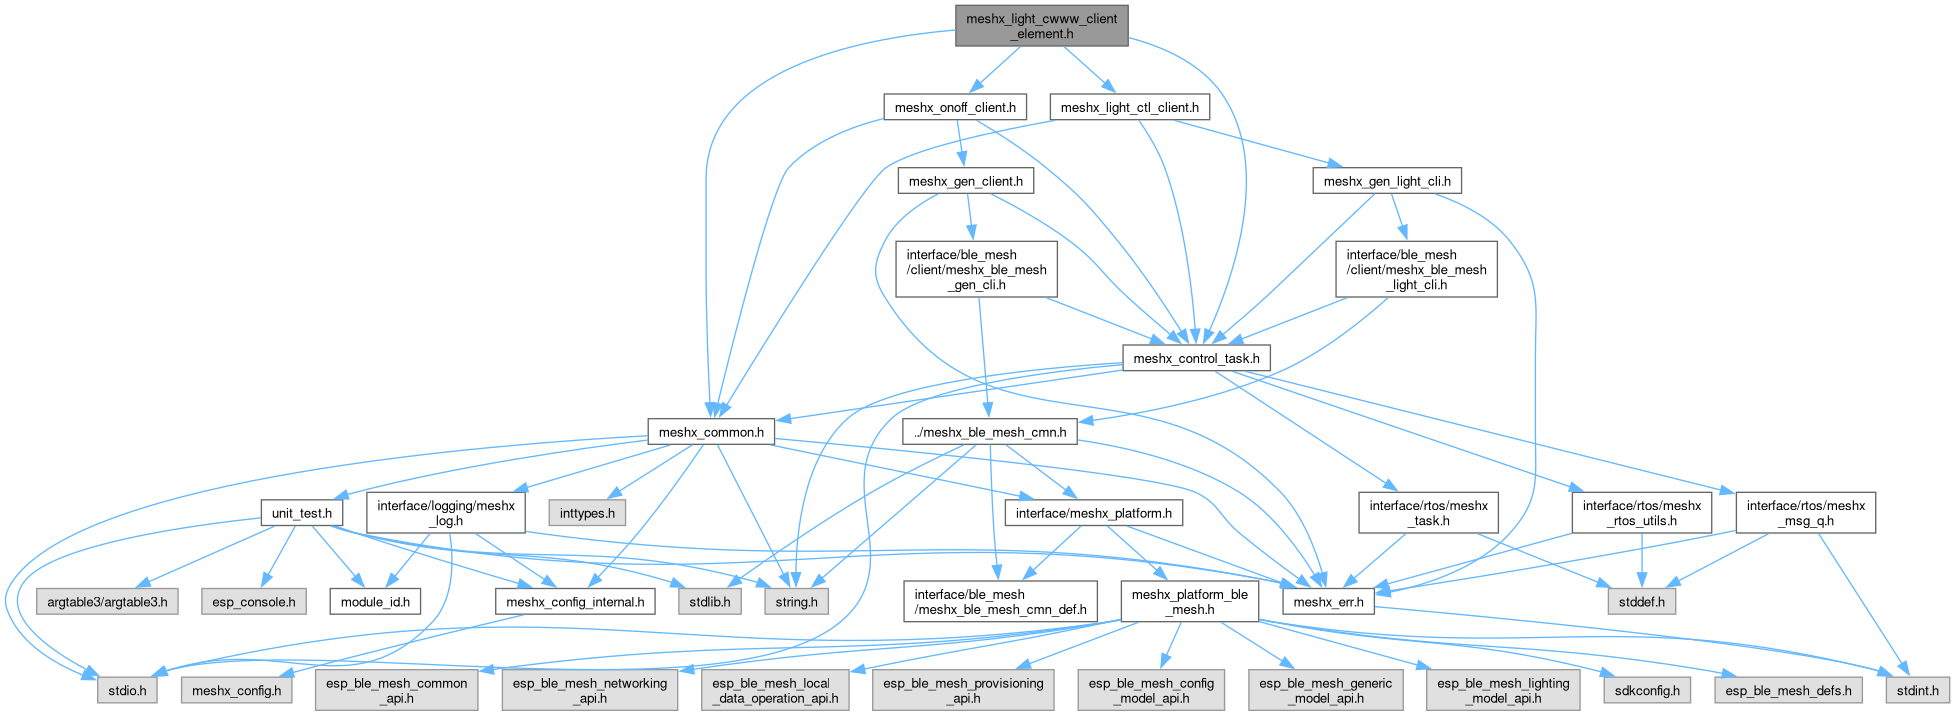 meshx_light_cwww_client
_element.h
meshx_onoff_client.h
meshx_light_ctl_client.h
meshx_gen_client.h
meshx_gen_light_cli.h
interface/ble_mesh
/client/meshx_ble_mesh
_gen_cli.h
interface/ble_mesh
/client/meshx_ble_mesh
_light_cli.h
meshx_control_task.h
meshx_common.h
../meshx_ble_mesh_cmn.h
unit_test.h
interface/logging/meshx
_log.h
inttypes.h
interface/meshx_platform.h
interface/rtos/meshx
_task.h
interface/rtos/meshx
_rtos_utils.h
interface/rtos/meshx
_msg_q.h
argtable3/argtable3.h
esp_console.h
module_id.h
meshx_config_internal.h
stdlib.h
string.h
interface/ble_mesh
/meshx_ble_mesh_cmn_def.h
meshx_platform_ble
_mesh.h
meshx_err.h
stddef.h
stdio.h
meshx_config.h
esp_ble_mesh_common
_api.h
esp_ble_mesh_networking
_api.h
esp_ble_mesh_local
_data_operation_api.h
esp_ble_mesh_provisioning
_api.h
esp_ble_mesh_config
_model_api.h
esp_ble_mesh_generic
_model_api.h
esp_ble_mesh_lighting
_model_api.h
sdkconfig.h
esp_ble_mesh_defs.h
stdint.h